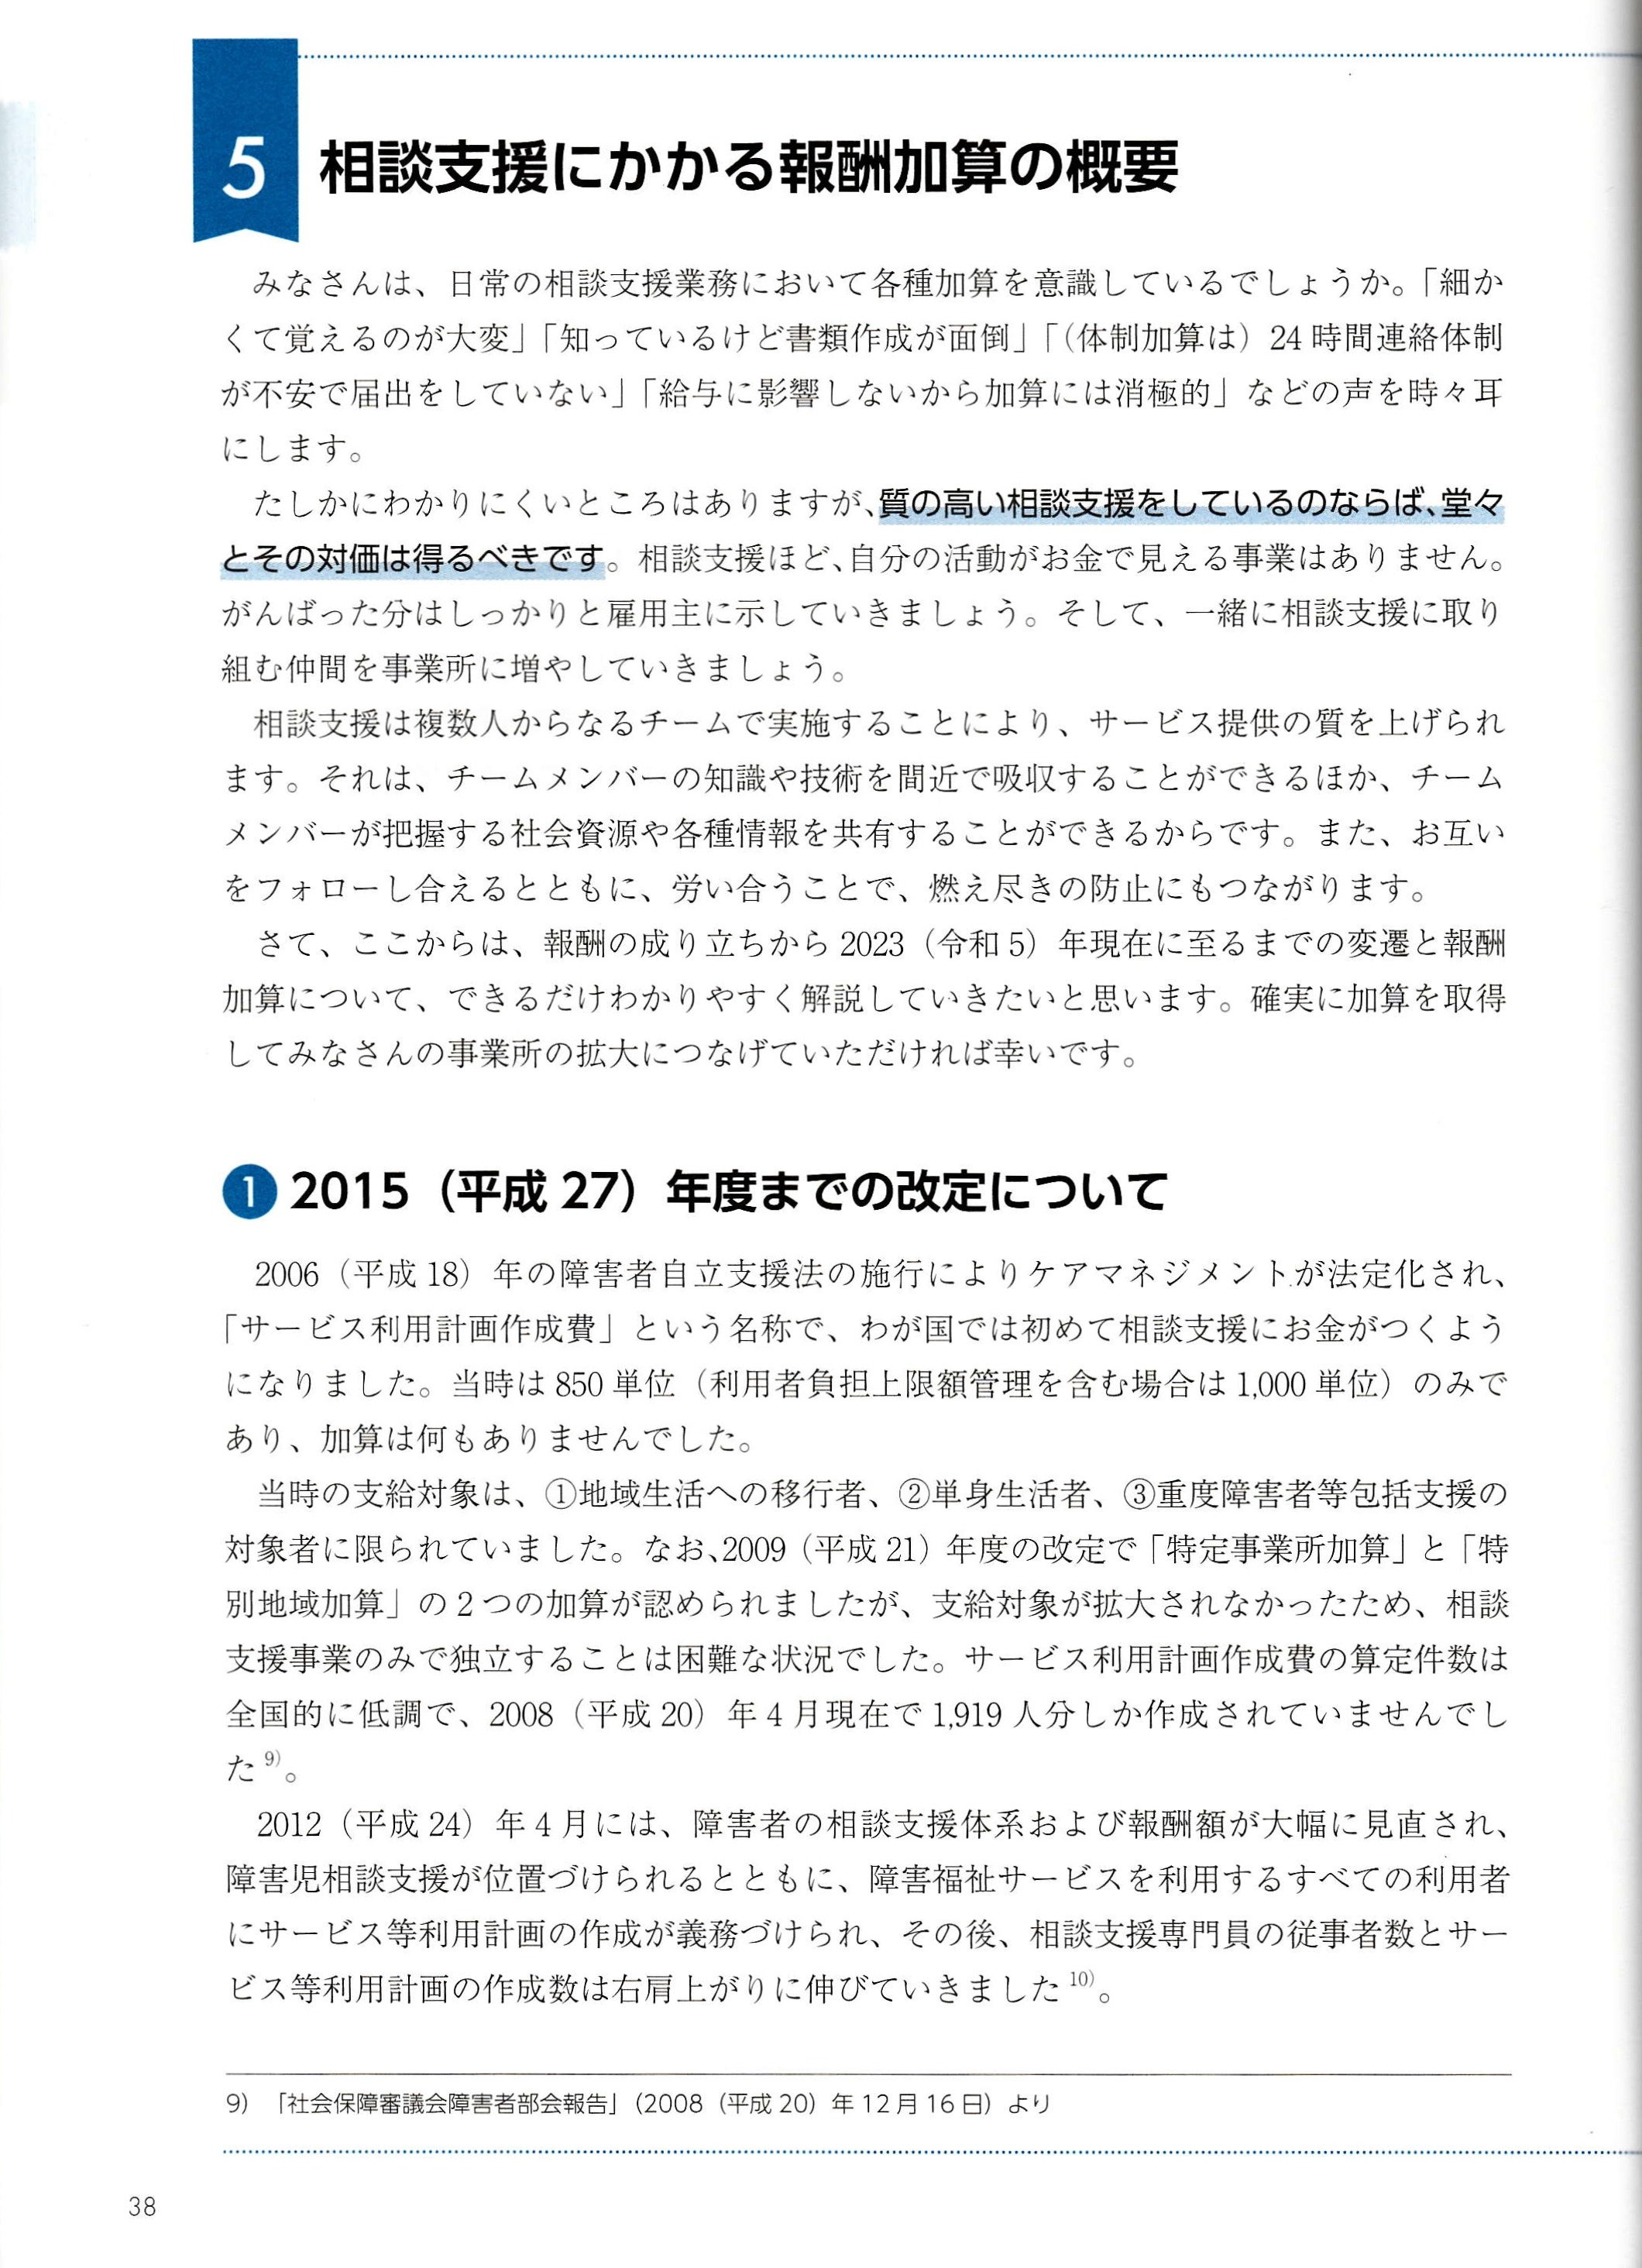 5 相談支援にかかる報酬加算の概要
みなさんは、日常の相談支援業務において各種加算を意識しているでしょうか。「細か
くて覚えるのが大変」「知っているけど書類作成が面倒」「(体制加算は) 24 時間連絡体制
が不安で届出をしていない」「給与に影響しないから加算には消極的」などの声を時々耳
にします。
たしかにわかりにくいところはありますが、質の高い相談支援をしているのならば、堂々
とその対価は得るべきです。相談支援ほど、自分の活動がお金で見える事業はありません。
がんばった分はしっかりと雇用主に示していきましょう。そして、一緒に相談支援に取り
組む仲間を事業所に増やしていきましょう。
相談支援は複数人からなるチームで実施することにより、サービス提供の質を上げられ
ます。それは、チームメンバーの知識や技術を間近で吸収することができるほか、チーム
メンバーが把握する社会資源や各種情報を共有することができるからです。また、お互い
をフォローし合えるとともに、労い合うことで、燃え尽きの防止にもつながります。
さて、ここからは、報酬の成り立ちから 2023（令和 5）年現在に至るまでの変遷と報酬
加算について、できるだけわかりやすく解説していきたいと思います。確実に加算を取得
してみなさんの事業所の拡大につなげていただければ幸いです。
❶ 2015（平成 27）年度までの改定について
2006（平成 18）年の障害者自立支援法の施行によりケアマネジメントが法定化され、
「サービス利用計画作成費」という名称で、わが国では初めて相談支援にお金がつくよう
になりました。当時は 850 単位（利用者負担上限額管理を含む場合は 1,000 単位）のみで
あり、加算は何もありませんでした。
当時の支給対象は、①地域生活への移行者、②単身生活者、③重度障害者等包括支援の
対象者に限られていました。なお、2009（平成 21）年度の改定で「特定事業所加算」と「特
別地域加算」の 2 つの加算が認められましたが、支給対象が拡大されなかったため、相談
支援事業のみで独立することは困難な状況でした。サービス利用計画作成費の算定件数は
全国的に低調で、2008（平成 20）年 4 月現在で 1,919 人分しか作成されていませんでし
た 9)。
2012（平成 24）年 4 月には、障害者の相談支援体系および報酬額が大幅に見直され、
障害児相談支援が位置づけられるとともに、障害福祉サービスを利用するすべての利用者
にサービス等利用計画の作成が義務づけられ、その後、相談支援専門員の従事者数とサー
ビス等利用計画の作成数は右肩上がりに伸びていきました 10)。
9) 「社会保障審議会障害者部会報告」（2008（平成 20）年 12 月 16 日）より
38